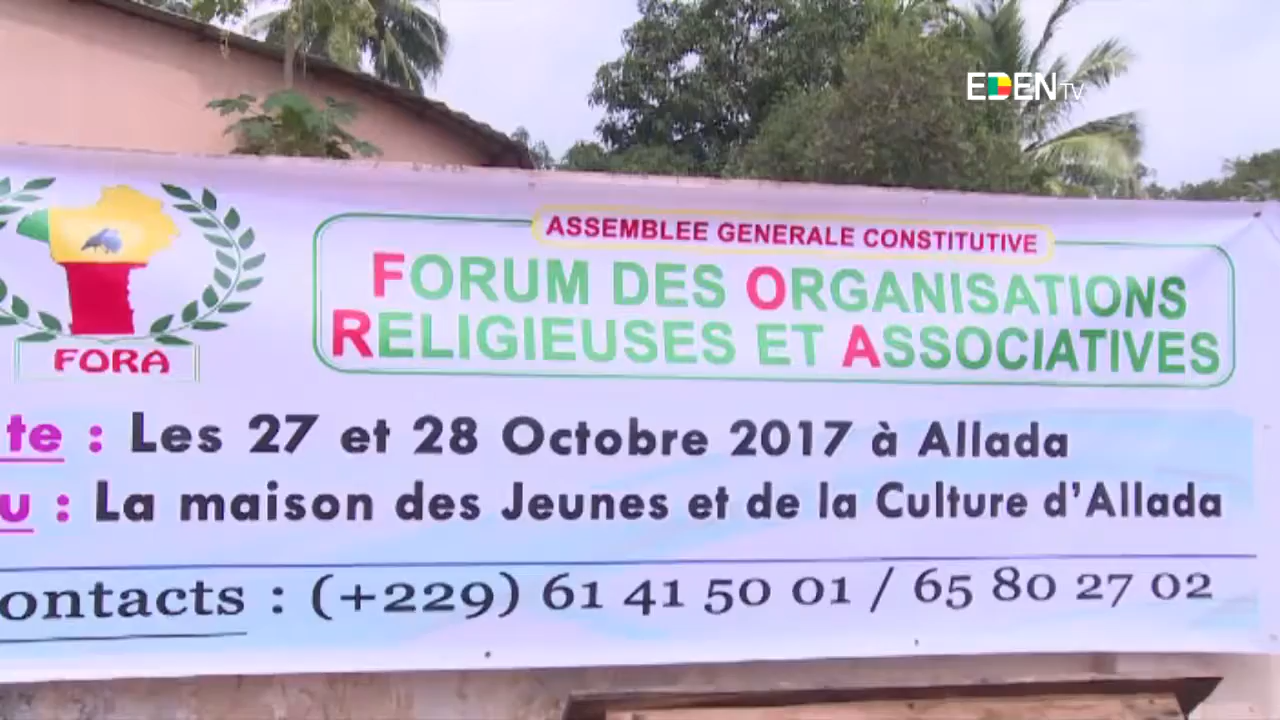 EDEN TV
ASSEMBLEE GENERALE CONSTITUTIVE
FORUM DES ORGANISATIONS
RELIGIEUSES ET ASSOCIATIVES
FORA
te : Les 27 et 28 Octobre 2017 à Allada
u : La maison des Jeunes et de la Culture d'Allada
ontacts : (+229) 61 41 50 01 / 65 80 27 02